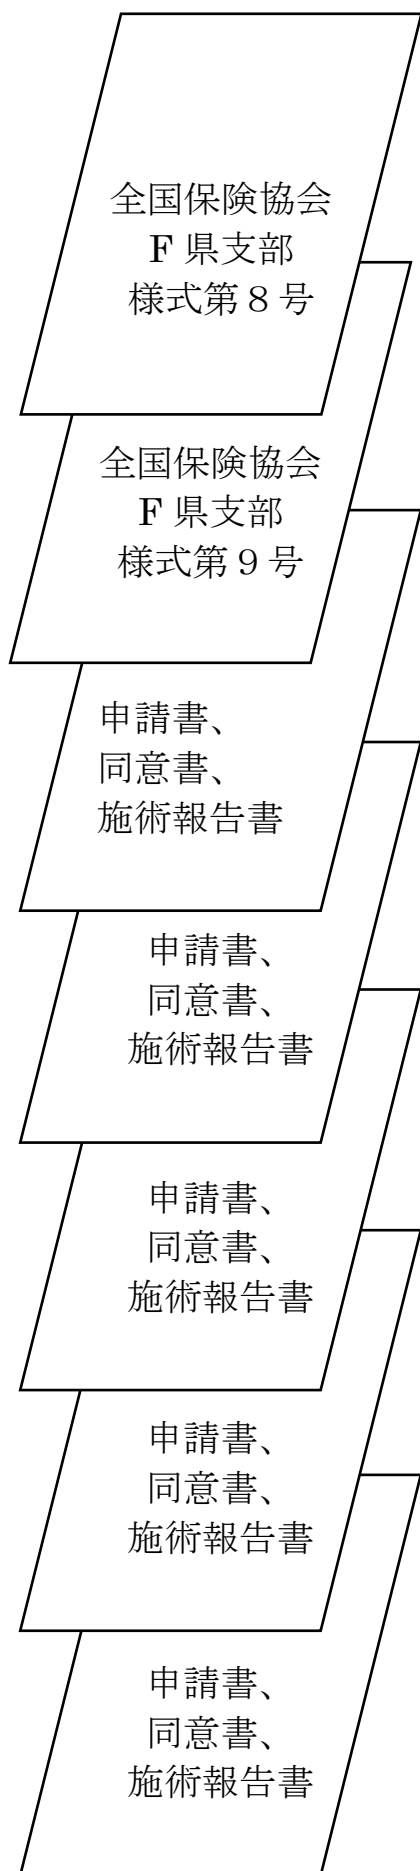 全国保険協会
F 県支部
様式第８号
全国保険協会
F 県支部
様式第９号
申請書、
同意書、
施術報告書
申請書、
同意書、
施術報告書
申請書、
同意書、
施術報告書
申請書、
同意書、
施術報告書
申請書、
同意書、
施術報告書